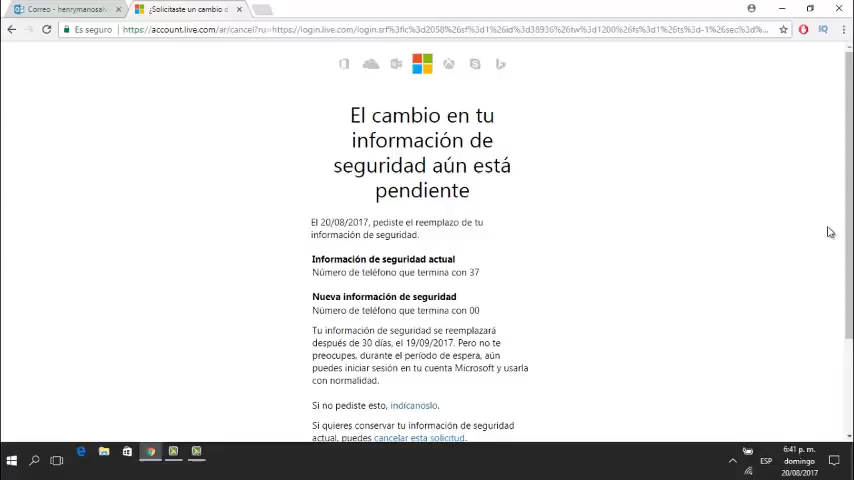 Correo - henrymanosal
¿Solicitaste un cambio d
Es seguro
https://account.live.com/ar/cancel?ru=https://login.live.com/login.srf%3flc%3d2058%26sf%3d1%26id%3d38936%26tw%3d1200%26fs%3d1%26ts%3d-1%26sec%3d%...
El cambio en tu
información de
seguridad aún está
pendiente
El 20/08/2017, pediste el reemplazo de tu
información de seguridad.
Información de seguridad actual
Número de teléfono que termina con 37
Nueva información de seguridad
Número de teléfono que termina con 00
Tu información de seguridad se reemplazará
después de 30 días, el 19/09/2017. Pero no te
preocupes, durante el período de espera, aún
puedes iniciar sesión en tu cuenta Microsoft y usarla
con normalidad.
Si no pediste esto, indícanoslo.
Si quieres conservar tu información de seguridad
actual, puedes cancelar esta solicitud.
ESP
6:41 p. m.
domingo
20/08/2017